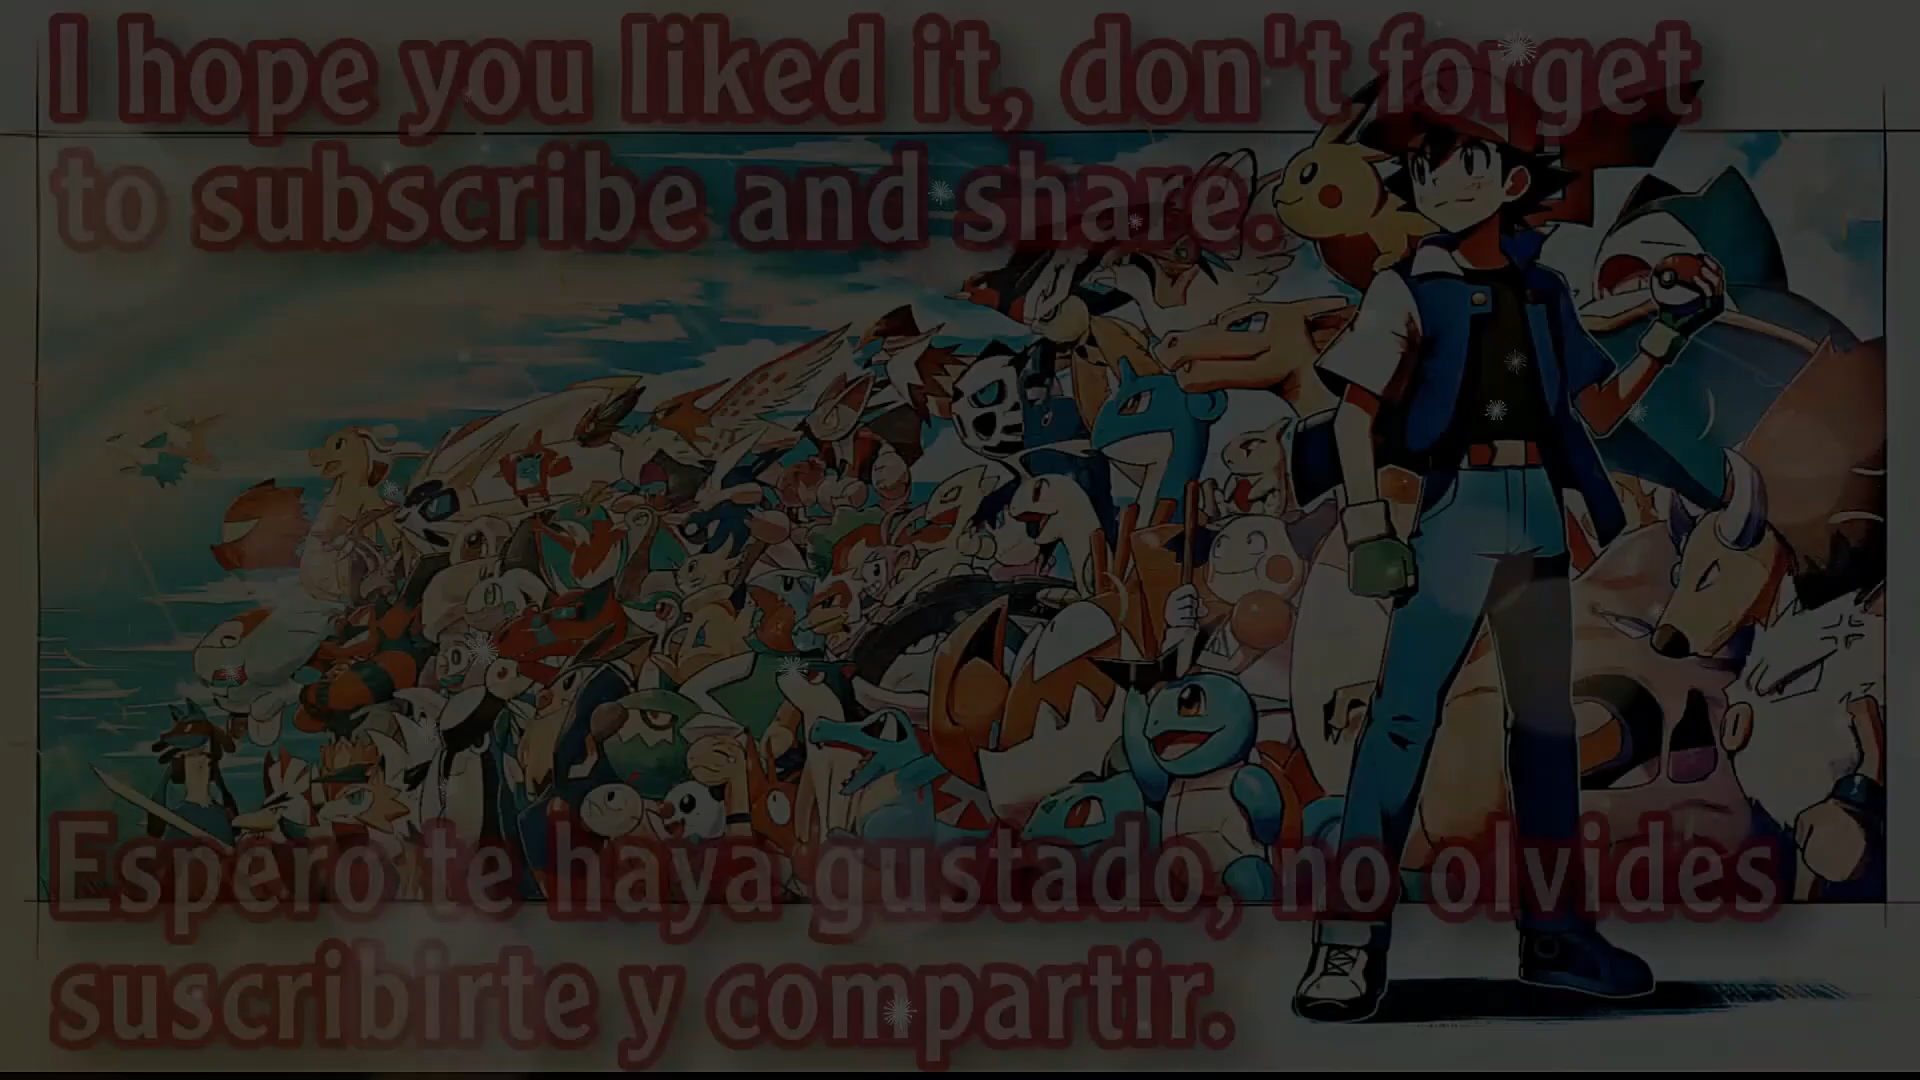 I hope you liked it, don't forget
to subscribe and share.
Espero te haya gustado, no olvides
suscribirte y compartir.